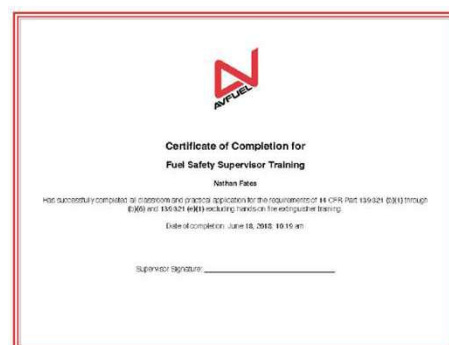 AVFUEL
Certificate of Completion for
Fuel Safety Supervisor Training
Nathan Fates
Has successfully completed all classroom and practical application for the requirements of 14 CFR Part 139.321 (b)(1) through
(b)(6) and 139.321 (e)(1) excluding hands-on fire extinguisher training.
Date of completion: June 18, 2018, 10:19 am
Supervisor Signature: